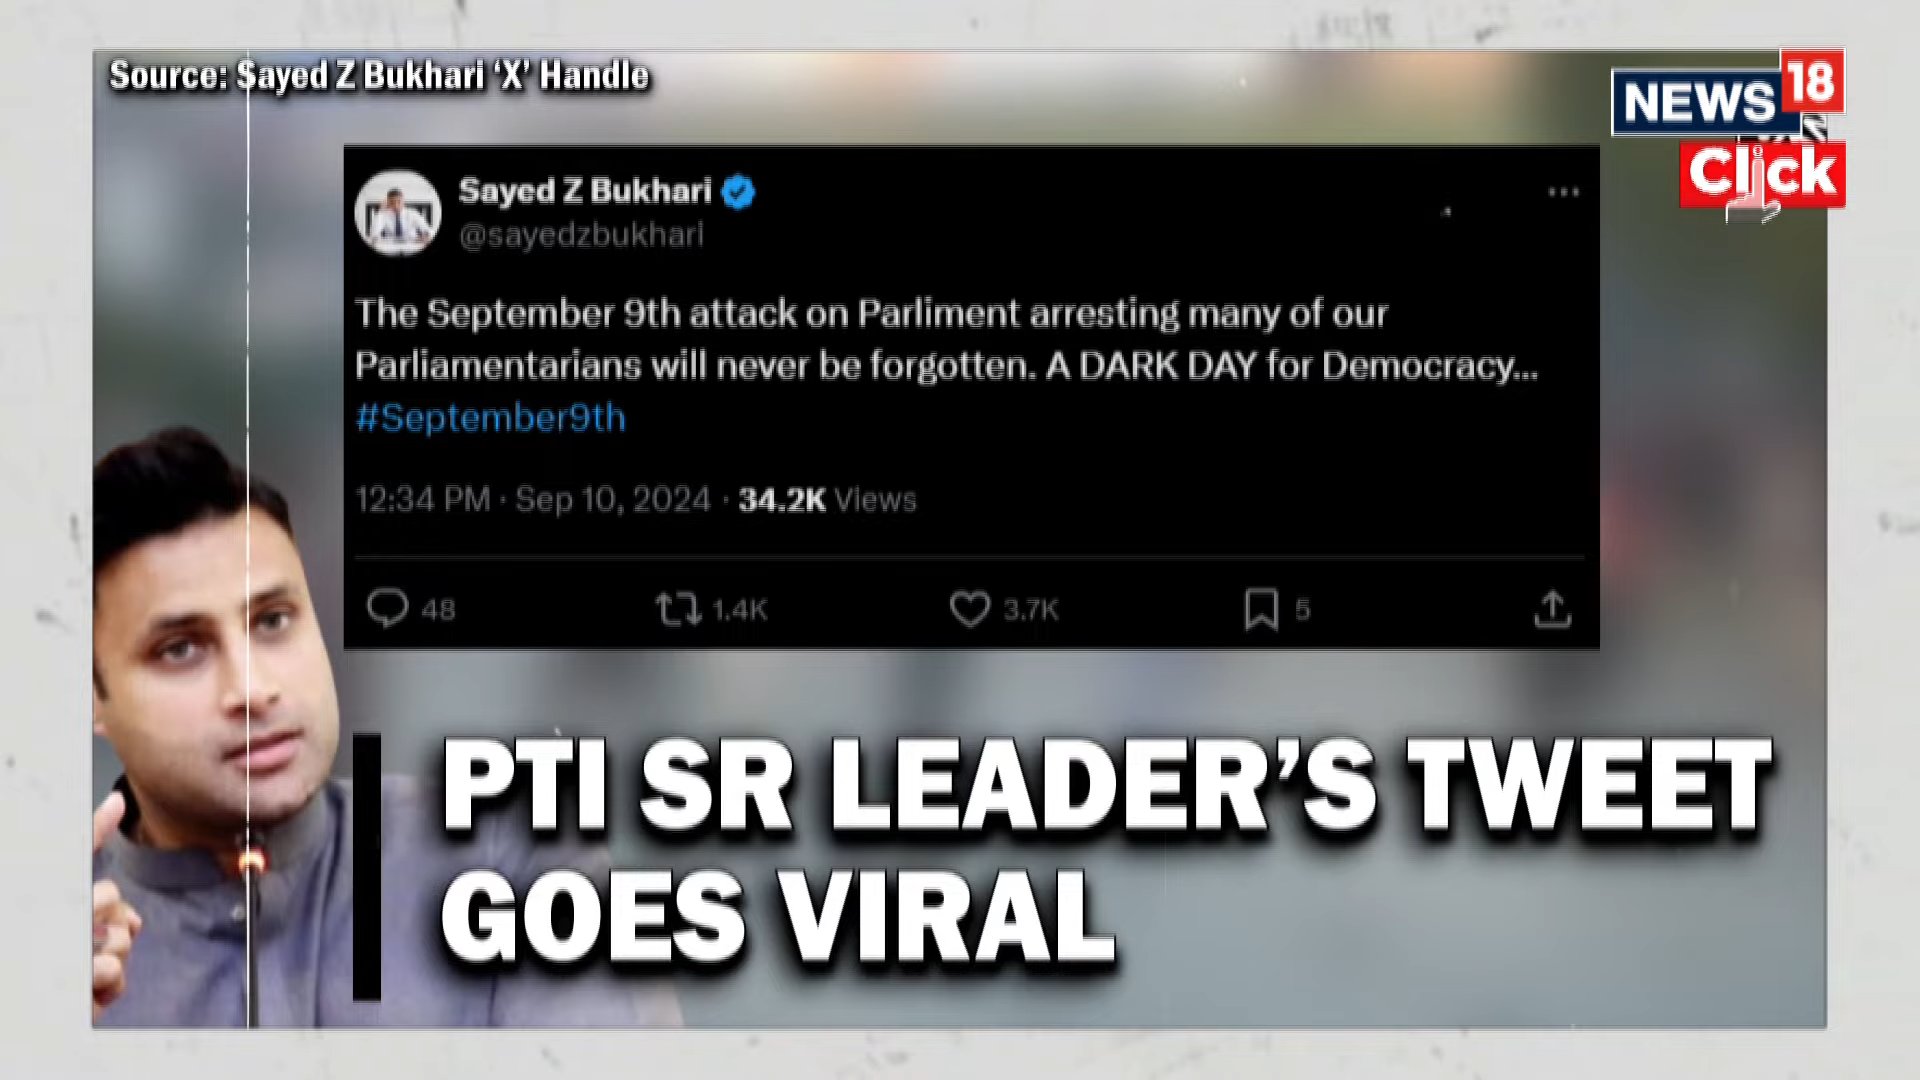 Source: Sayed Z Bukhari ‘X’ Handle
NEWS 18
Click
Sayed Z Bukhari
@sayedzbukhari
The September 9th attack on Parliment arresting many of our
Parliamentarians will never be forgotten. A DARK DAY for Democracy...
#September9th
12:34 PM · Sep 10, 2024 · 34.2K Views
48 1.4K 3.7K 5
PTI SR LEADER’S TWEET
GOES VIRAL